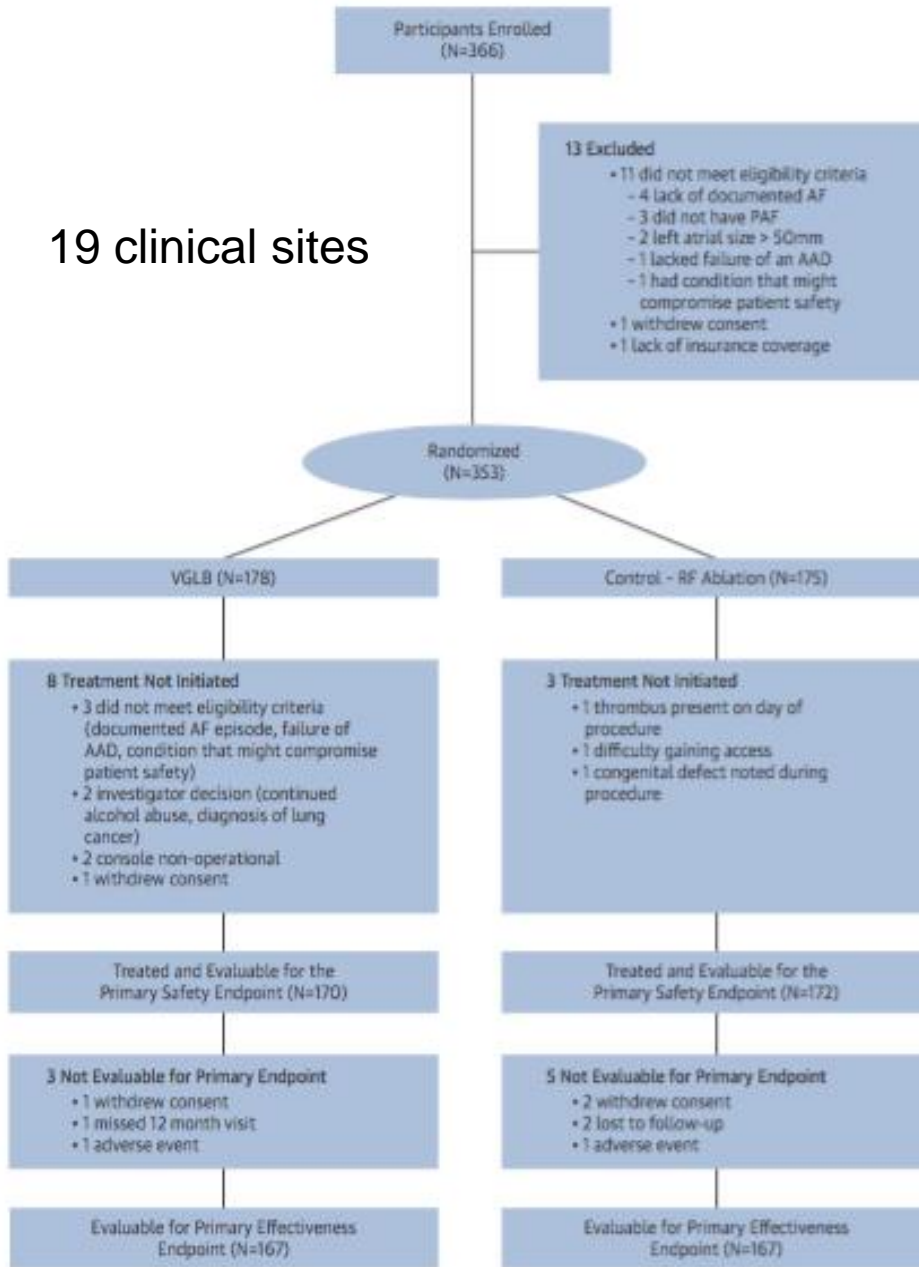 Participants Enrolled
(N=366)
13 Excluded
• 11 did not meet eligibility criteria
- 4 lack of documented AF
- 3 did not have PAF
- 2 left atrial size > 50mm
- 1 lacked failure of an AAD
- 1 had condition that might
compromise patient safety
• 1 withdrew consent
• 1 lack of insurance coverage
19 clinical sites
Randomized
(N=353)
VGLB (N=178)
Control - RF Ablation (N=175)
8 Treatment Not Initiated
• 3 did not meet eligibility criteria
(documented AF episode, failure of
AAD, condition that might compromise
patient safety)
• 2 investigator decision (continued
alcohol abuse, diagnosis of lung
cancer)
• 2 console non-operational
• 1 withdrew consent
3 Treatment Not Initiated
• 1 thrombus present on day of
procedure
• 1 difficulty gaining access
• 1 congenital defect noted during
procedure
Treated and Evaluable for the
Primary Safety Endpoint (N=170)
Treated and Evaluable for the
Primary Safety Endpoint (N=172)
3 Not Evaluable for Primary Endpoint
• 1 withdrew consent
• 1 missed 12 month visit
• 1 adverse event
5 Not Evaluable for Primary Endpoint
• 2 withdrew consent
• 2 lost to follow-up
• 1 adverse event
Evaluable for Primary Effectiveness
Endpoint (N=167)
Evaluable for Primary Effectiveness
Endpoint (N=167)